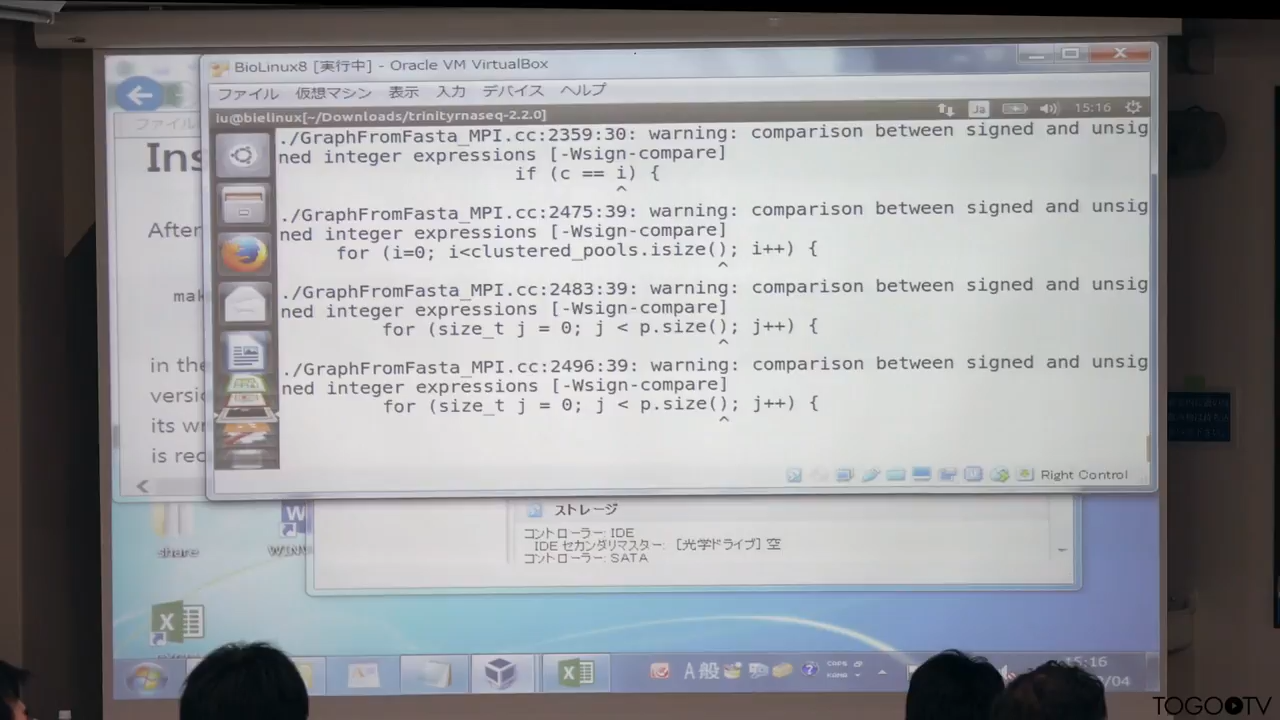 BioLinux8 [実行中] - Oracle VM VirtualBox
ファイル 仮想マシン 表示 入力 デバイス ヘルプ
iu@bielinux[~/Downloads/trinityrnaseq-2.2.0]
Ja
15:16
./GraphFromFasta_MPI.cc:2359:30: warning: comparison between signed and unsig
ned integer expressions [-Wsign-compare]
if (c == i) {
^
./GraphFromFasta_MPI.cc:2475:39: warning: comparison between signed and unsig
ned integer expressions [-Wsign-compare]
for (i=0; i<clustered_pools.isize(); i++) {
^
./GraphFromFasta_MPI.cc:2483:39: warning: comparison between signed and unsig
ned integer expressions [-Wsign-compare]
for (size_t j = 0; j < p.size(); j++) {
^
./GraphFromFasta_MPI.cc:2496:39: warning: comparison between signed and unsig
ned integer expressions [-Wsign-compare]
for (size_t j = 0; j < p.size(); j++) {
^
Right Control
ファイル
Ins
After
mak
in the
versi
its wr
is rec
ストレージ
コントローラー: IDE
IDE セカンダリマスター: [光学ドライブ] 空
コントローラー: SATA
share
A 般
CAPS
KANA
15:16
/04
TOGOTV